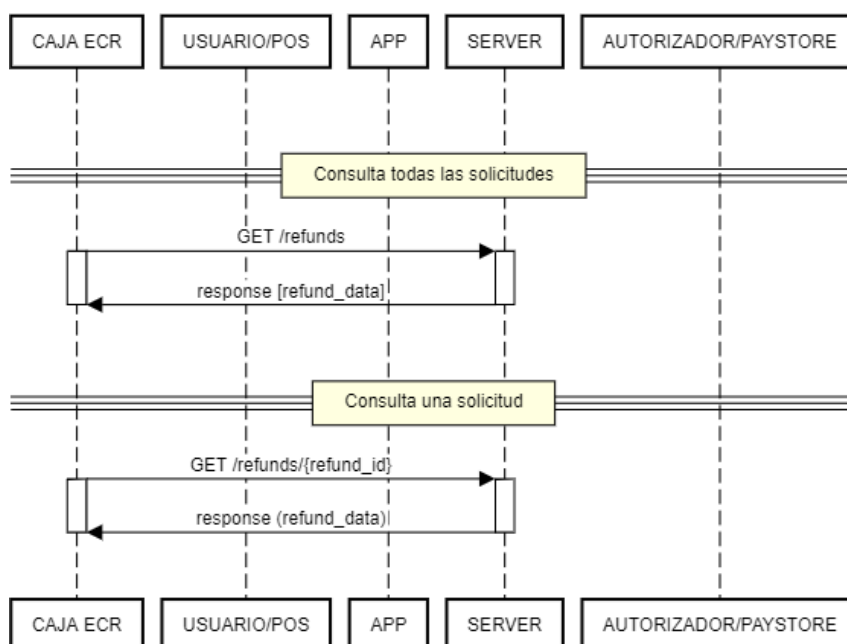 CAJA ECR
USUARIO/POS
APP
SERVER
AUTORIZADOR/PAYSTORE
Consulta todas las solicitudes
GET /refunds
response [refund_data]
Consulta una solicitud
GET /refunds/{refund_id}
response (refund_data)
CAJA ECR
USUARIO/POS
APP
SERVER
AUTORIZADOR/PAYSTORE